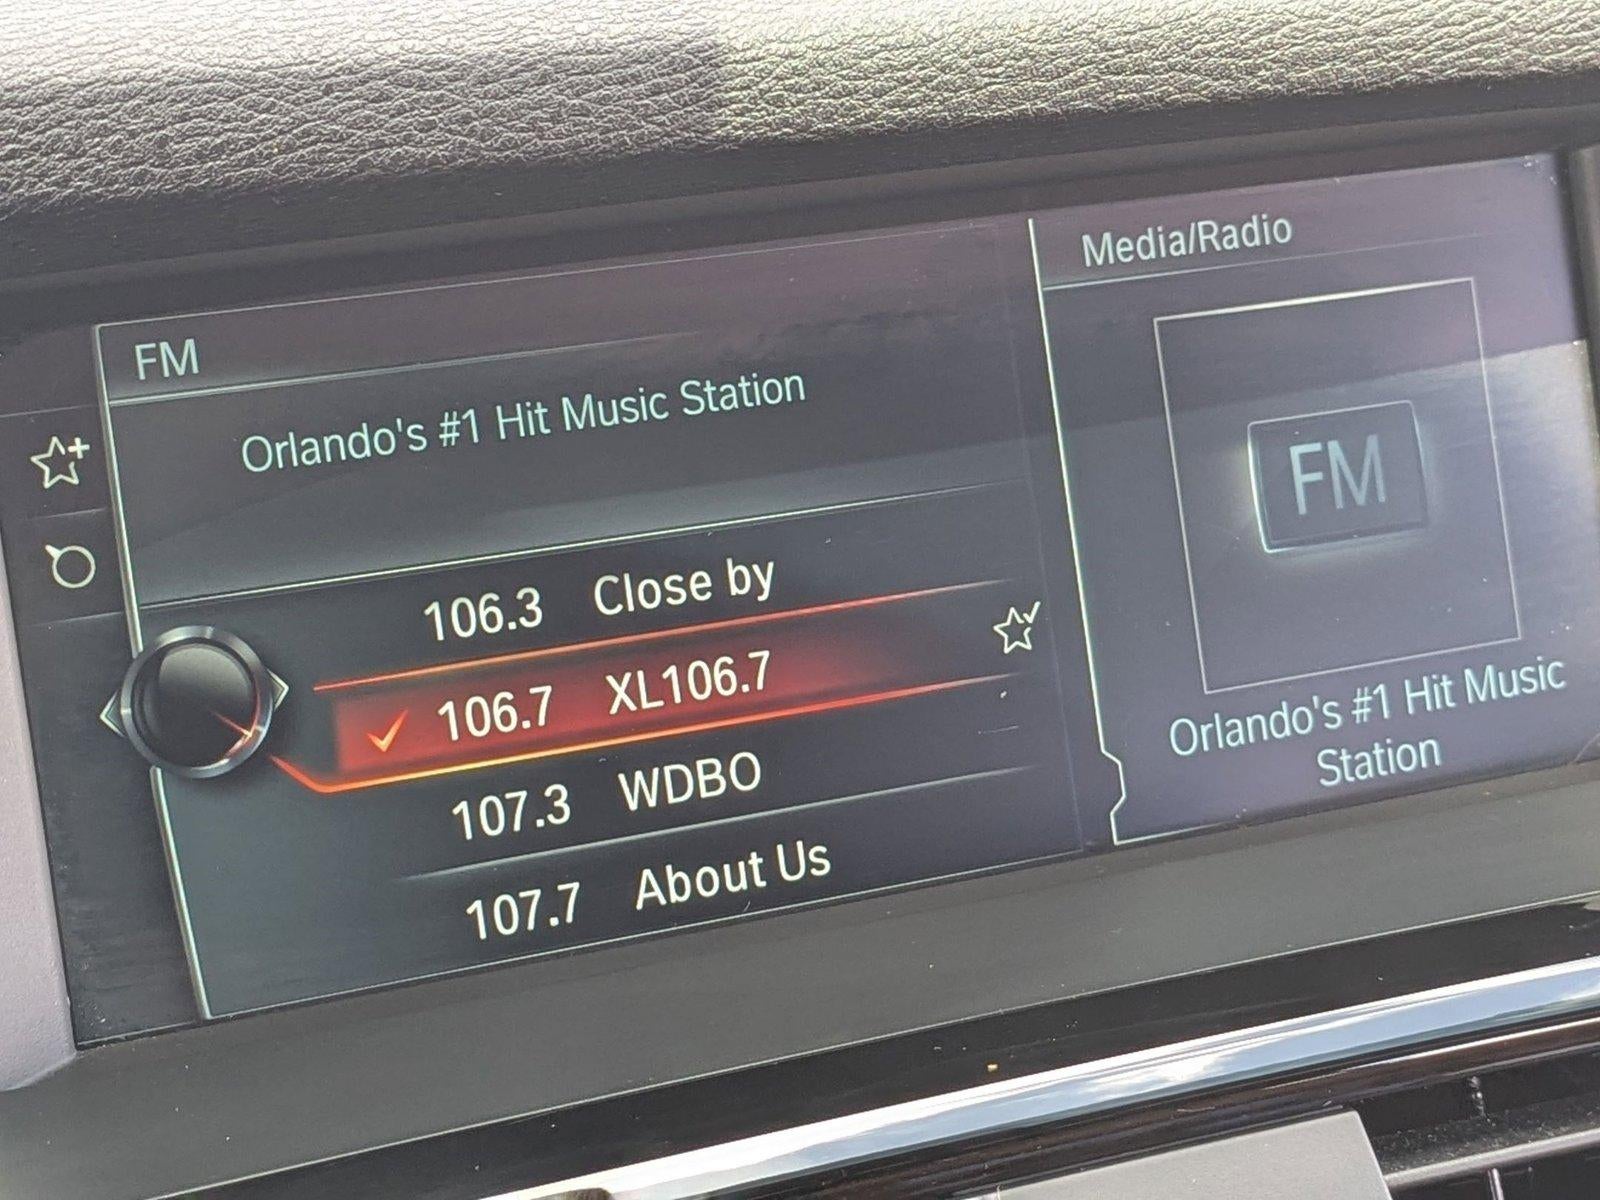 Media/Radio
FM
Orlando's #1 Hit Music Station
FM
106.3 Close by
106.7 XL106.7
107.3 WDBO
107.7 About Us
Orlando's #1 Hit Music
Station